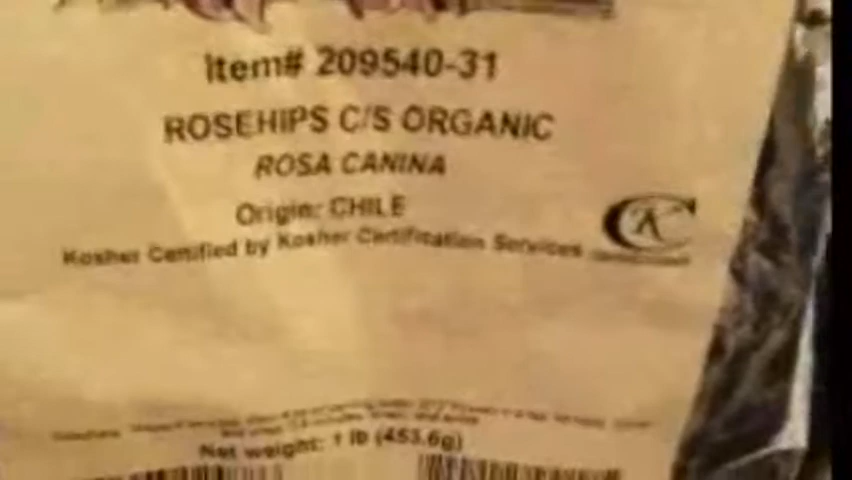 Item# 209540-31
ROSEHIPS C/S ORGANIC
ROSA CANINA
Origin: CHILE
Kosher Certified by Kosher Certification Services
CK
Net weight: 1 lb (453.6g)